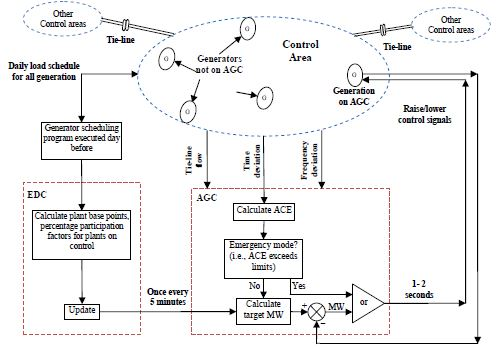 Other
Control areas
Tie-line
Other
Control areas
Tie-line
Generators
not on AGC
Control
Area
G
G
G
G
G
Generation
on AGC
Daily load schedule
for all generation
Raise/lower
control signals
Generator scheduling
program executed day
before
Tie-line
flow
Time
deviation
Frequency
deviation
EDC
Calculate plant base points,
percentage participation
factors for plants on
control
Update
Once every
5 minutes
AGC
Calculate ACE
Emergency mode?
(i.e., ACE exceeds
limits)
No
Yes
Calculate
target MW
+
−
MW
or
1- 2
seconds